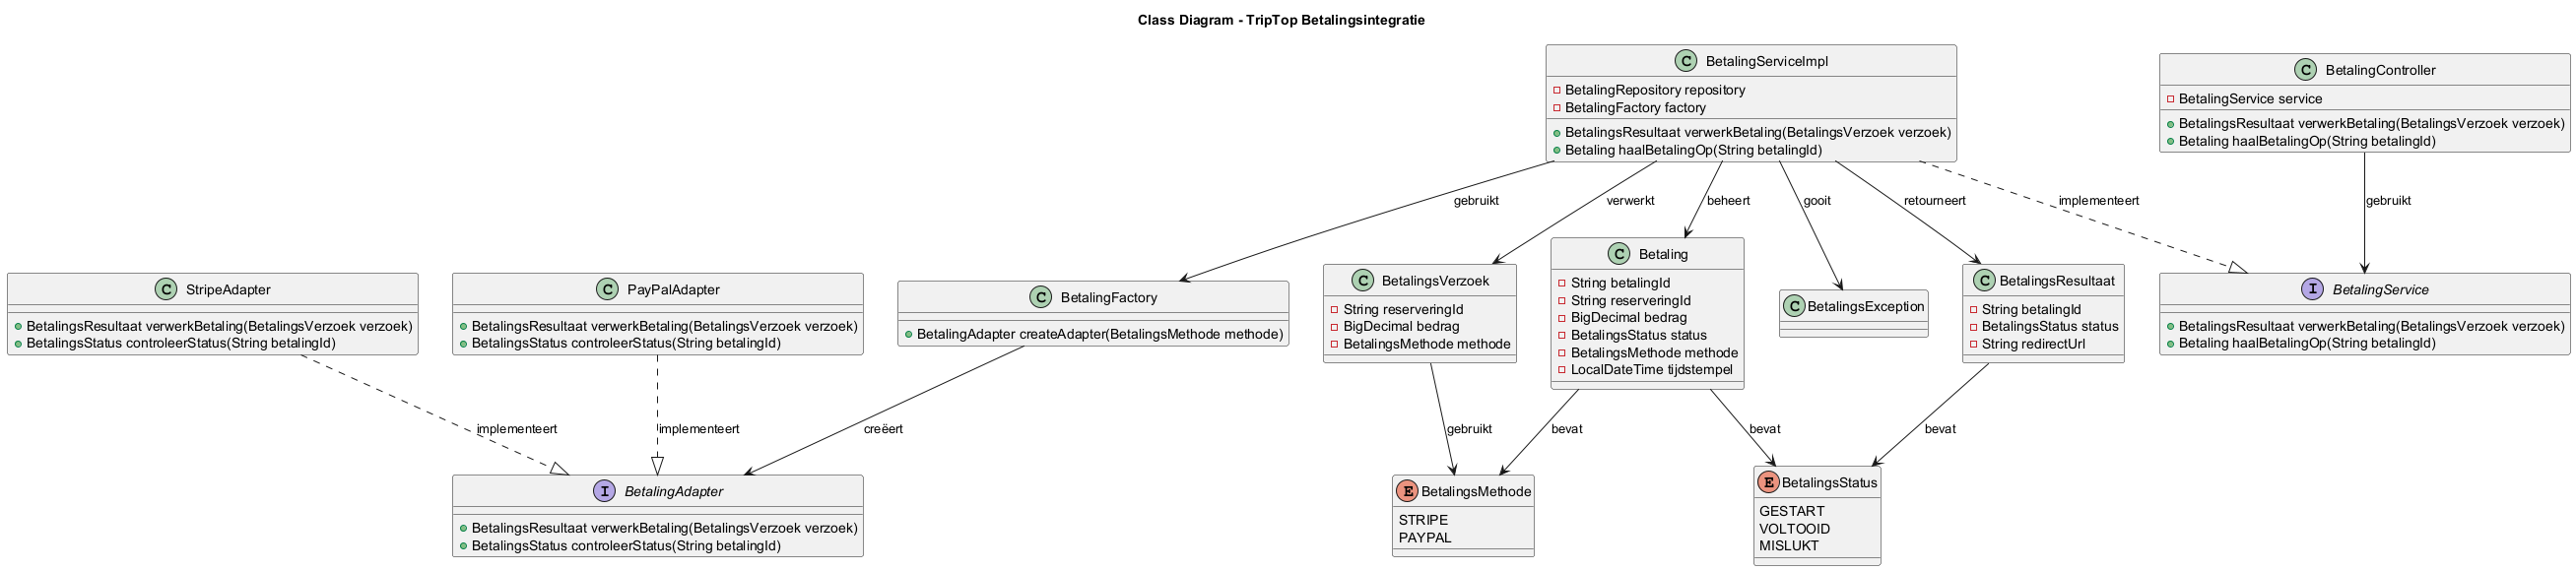 Class Diagram - TripTop Betalingsintegratie
C BetalingServiceImpl
BetalingRepository repository
BetalingFactory factory
BetalingsResultaat verwerkBetaling(BetalingsVerzoek verzoek)
Betaling haalBetalingOp(String betalingId)
C BetalingController
BetalingService service
BetalingsResultaat verwerkBetaling(BetalingsVerzoek verzoek)
Betaling haalBetalingOp(String betalingId)
gebruikt
verwerkt
beheert
gooit
retourneert
implementeert
gebruikt
C StripeAdapter
BetalingsResultaat verwerkBetaling(BetalingsVerzoek verzoek)
BetalingsStatus controleerStatus(String betalingId)
C PayPalAdapter
BetalingsResultaat verwerkBetaling(BetalingsVerzoek verzoek)
BetalingsStatus controleerStatus(String betalingId)
C BetalingFactory
BetalingAdapter createAdapter(BetalingsMethode methode)
C BetalingsVerzoek
String reserveringId
BigDecimal bedrag
BetalingsMethode methode
C Betaling
String betalingId
String reserveringId
BigDecimal bedrag
BetalingsStatus status
BetalingsMethode methode
LocalDateTime tijdstempel
C BetalingsException
C BetalingsResultaat
String betalingId
BetalingsStatus status
String redirectUrl
I BetalingService
BetalingsResultaat verwerkBetaling(BetalingsVerzoek verzoek)
Betaling haalBetalingOp(String betalingId)
implementeert
implementeert
creëert
gebruikt
bevat
bevat
bevat
I BetalingAdapter
BetalingsResultaat verwerkBetaling(BetalingsVerzoek verzoek)
BetalingsStatus controleerStatus(String betalingId)
E BetalingsMethode
STRIPE
PAYPAL
E BetalingsStatus
GESTART
VOLTOOID
MISLUKT